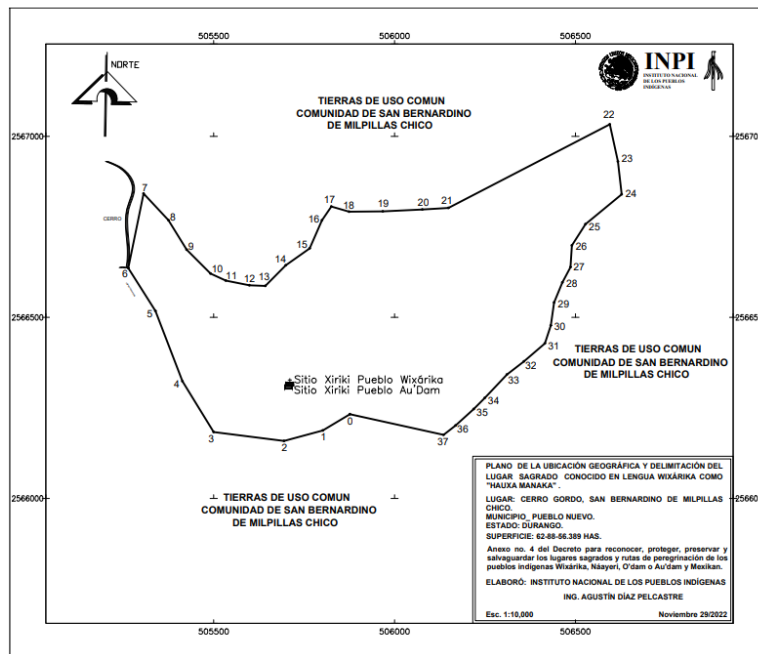 505500 506000 506500
NORTE
INPI
INSTITUTO NACIONAL
DE LOS PUEBLOS
INDÍGENAS
TIERRAS DE USO COMUN
COMUNIDAD DE SAN BERNARDINO
DE MILPILLAS CHICO
2567000
2567000
22
23
24
7
17
18
19
20
21
8
16
25
CERRO
9
15
26
14
6
10
11
12
13
27
28
29
5
2566500
2566500
30
31
TIERRAS DE USO COMUN
COMUNIDAD DE SAN BERNARDINO
DE MILPILLAS CHICO
32
33
4
Sitio Xiriki Pueblo Wixárika
Sitio Xiriki Pueblo Au'Dam
34
35
0
36
3
2
1
37
PLANO DE LA UBICACIÓN GEOGRÁFICA Y DELIMITACIÓN DEL
LUGAR SAGRADO CONOCIDO EN LENGUA WIXÁRIKA COMO
"HAUXA MANAKA" .
LUGAR: CERRO GORDO, SAN BERNARDINO DE MILPILLAS
CHICO.
MUNICIPIO_ PUEBLO NUEVO.
ESTADO: DURANGO.
SUPERFICIE: 62-88-56.389 HAS.
Anexo no. 4 del Decreto para reconocer, proteger, preservar y
salvaguardar los lugares sagrados y rutas de peregrinación de los
pueblos indígenas Wixárika, Náayeri, O'dam o Au'dam y Mexikan.
ELABORÓ: INSTITUTO NACIONAL DE LOS PUEBLOS INDÍGENAS
ING. AGUSTÍN DÍAZ PELCASTRE
Esc. 1:10,000 Noviembre 29/2022
2566000
2566000
TIERRAS DE USO COMUN
COMUNIDAD DE SAN BERNARDINO
DE MILPILLAS CHICO
505500 506000 506500